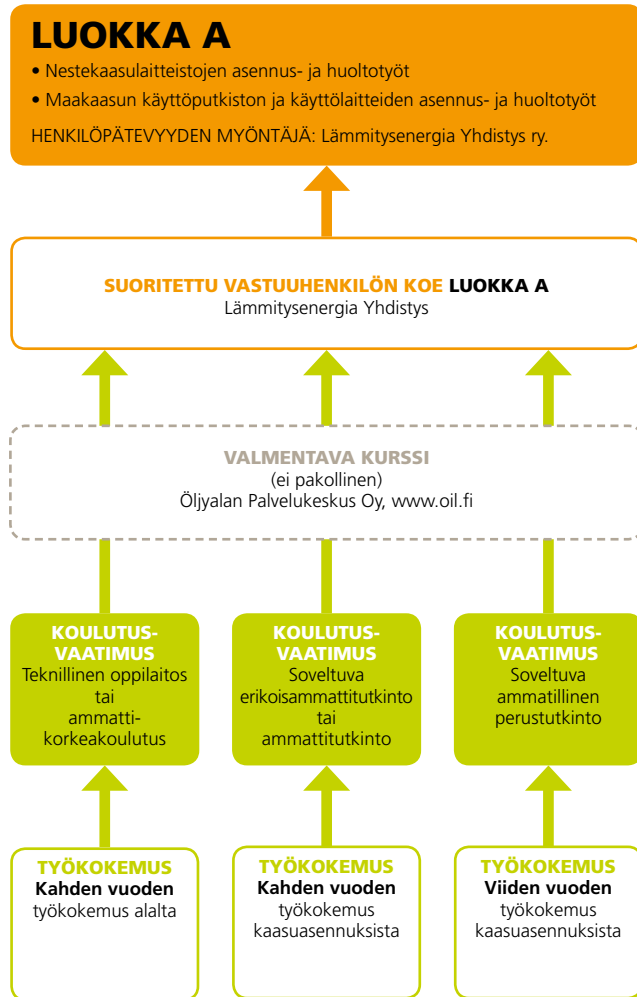 LUOKKA A
• Nestekaasulaitteistojen asennus- ja huoltotyöt
• Maakaasun käyttöputkiston ja käyttölaitteiden asennus- ja huoltotyöt
HENKILÖPÄTEVYYDEN MYÖNTÄJÄ: Lämmitysenergia Yhdistys ry.
SUORITETTU VASTUUHENKILÖN KOE LUOKKA A
Lämmitysenergia Yhdistys
VALMENTAVA KURSSI
(ei pakollinen)
Öljyalan Palvelukeskus Oy, www.oil.fi
KOULUTUS-
VAATIMUS
Teknillinen oppilaitos
tai
ammatti-
korkeakoulutus
KOULUTUS-
VAATIMUS
Soveltuva
erikoisammattitutkinto
tai
ammattitutkinto
KOULUTUS-
VAATIMUS
Soveltuva
ammatillinen
perustutkinto
TYÖKOKEMUS
Kahden vuoden
työkokemus alalta
TYÖKOKEMUS
Kahden vuoden
työkokemus
kaasuasennuksista
TYÖKOKEMUS
Viiden vuoden
työkokemus
kaasuasennuksista